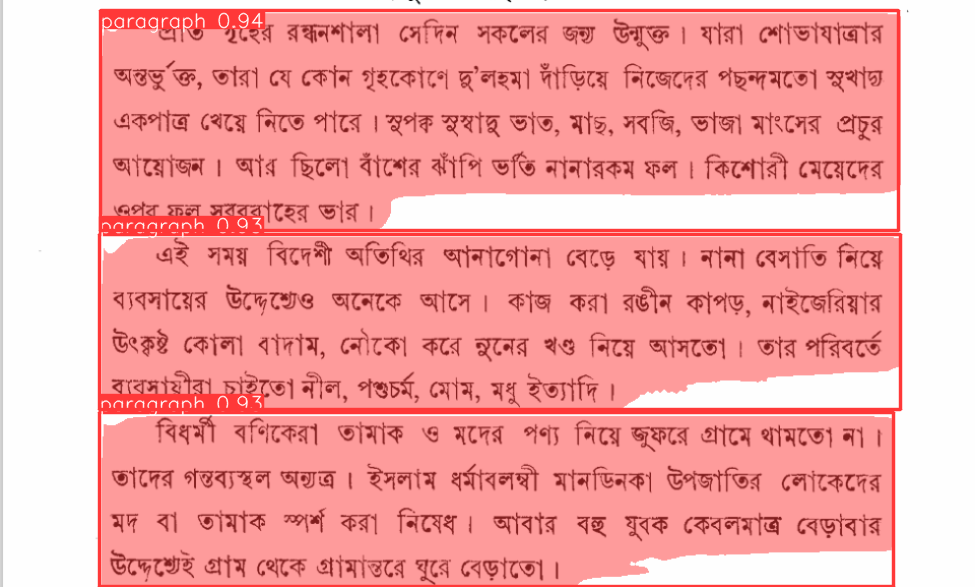 paragraph 0.94
প্রতি গৃহের রন্ধনশালা সেদিন সকলের জন্য উন্মুক্ত। যারা শোভাযাত্রার
অন্তর্ভুক্ত, তারা যে কোন গৃহকোণে দু'লহমা দাঁড়িয়ে নিজেদের পছন্দমতো সুখাদ্য
একপাত্র খেয়ে নিতে পারে। সুপক্ব সুস্বাদু ভাত, মাছ, সবজি, ভাজা মাংসের প্রচুর
আয়োজন। আর ছিলো বাঁশের ঝাঁপি ভর্তি নানারকম ফল। কিশোরী মেয়েদের
ওপর ফল সরবরাহের ভার।
paragraph 0.93
এই সময় বিদেশী অতিথির আনাগোনা বেড়ে যায়। নানা বেসাতি নিয়ে
ব্যবসায়ের উদ্দেশ্যেও অনেকে আসে। কাজ করা রঙীন কাপড়, নাইজেরিয়ার
উৎকৃষ্ট কোলা বাদাম, নৌকো করে নুনের খণ্ড নিয়ে আসতো। তার পরিবর্তে
ব্যবসায়ীরা চাইতো নীল, পশুচর্ম, মোম, মধু ইত্যাদি।
paragraph 0.93
বিধর্মী বণিকেরা তামাক ও মদের পণ্য নিয়ে জুফরে গ্রামে থামতো না।
তাদের গন্তব্যস্থল অন্যত্র। ইসলাম ধর্মাবলম্বী মানডিনকা উপজাতির লোকেদের
মদ বা তামাক স্পর্শ করা নিষেধ। আবার বহু যুবক কেবলমাত্র বেড়াবার
উদ্দেশ্যেই গ্রাম থেকে গ্রামান্তরে ঘুরে বেড়াতো।